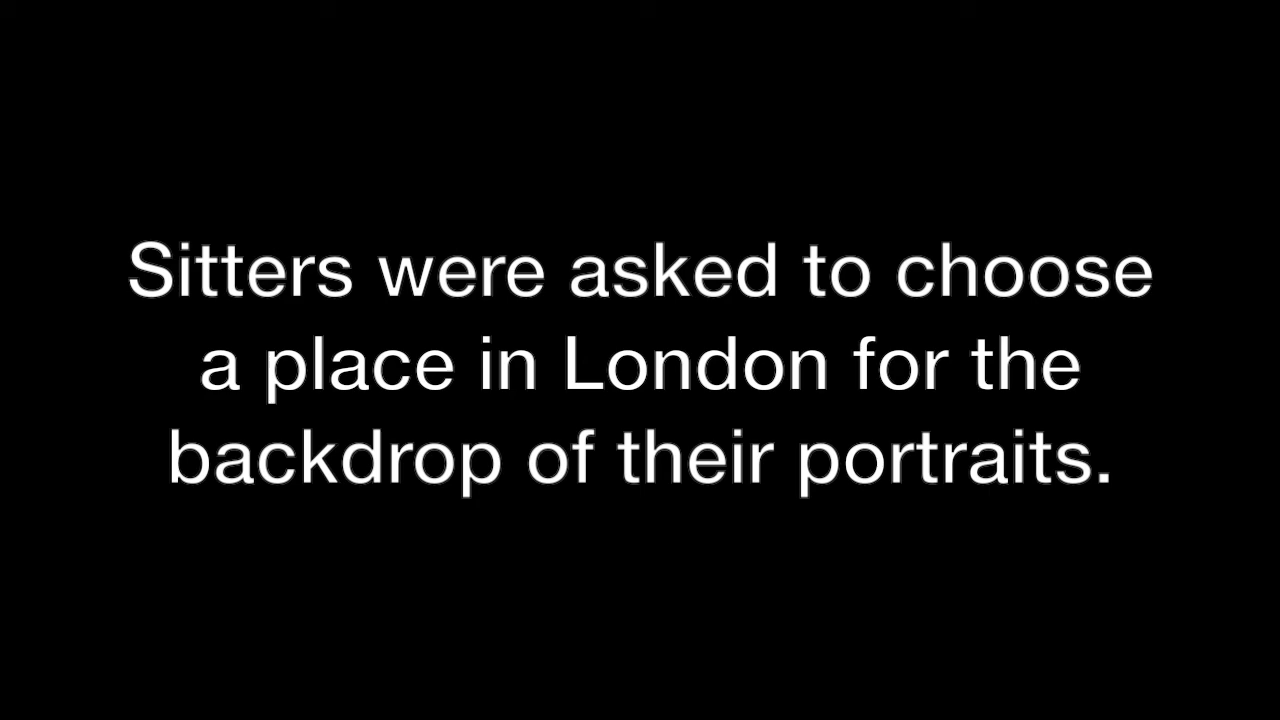 Sitters were asked to choose
a place in London for the
backdrop of their portraits.